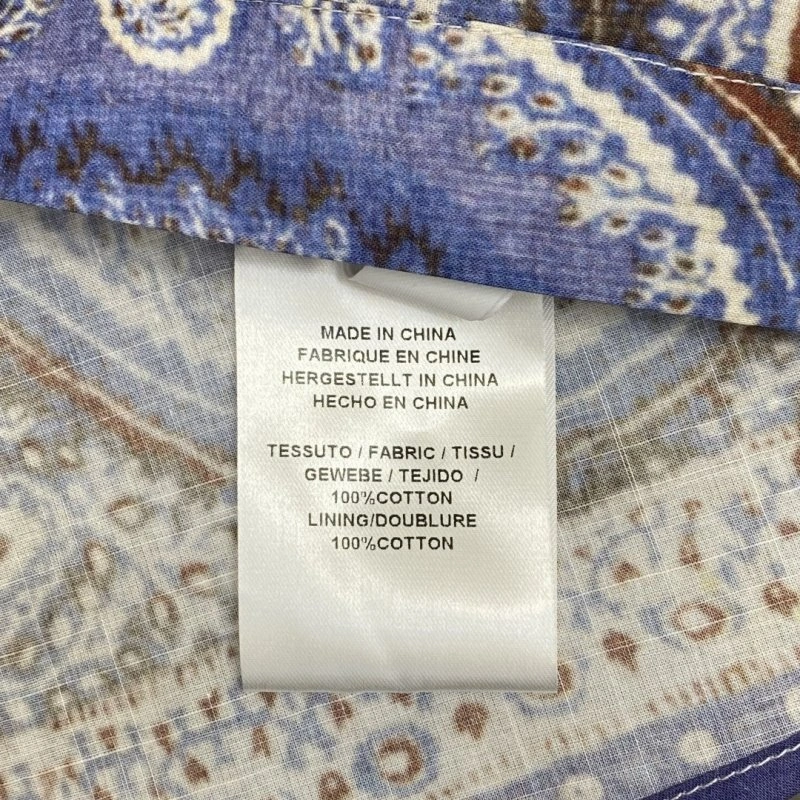 MADE IN CHINA
FABRIQUE EN CHINE
HERGESTELLT IN CHINA
HECHO EN CHINA
TESSUTO / FABRIC / TISSU /
GEWEBE / TEJIDO /
100%COTTON
LINING/DOUBLURE
100%COTTON